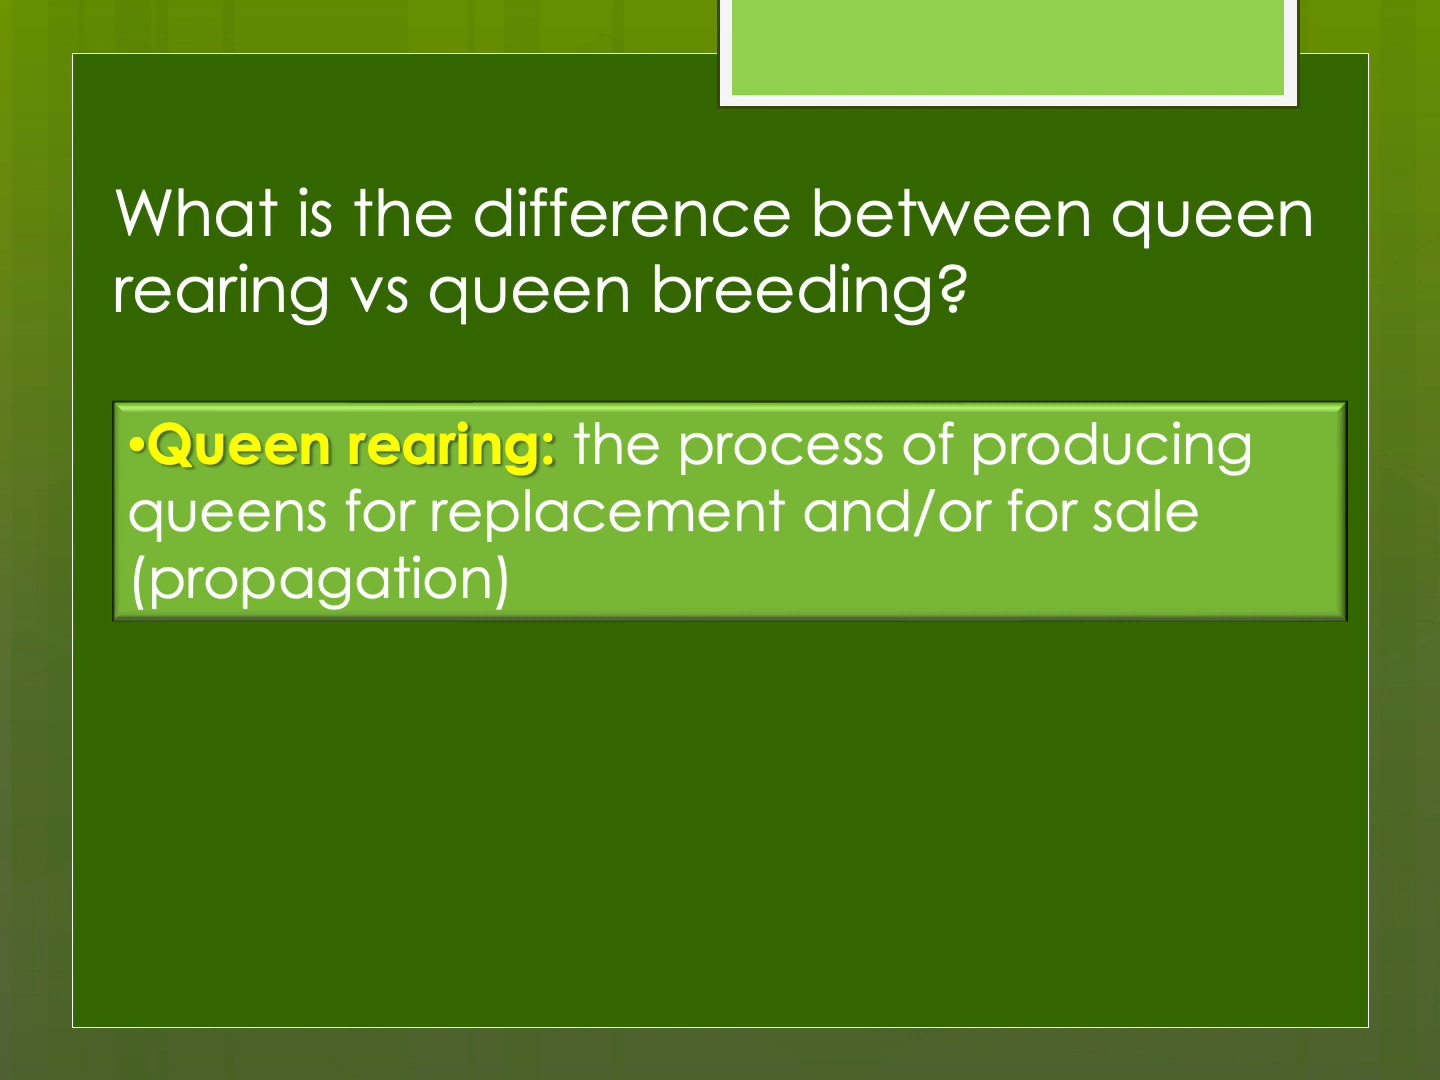 What is the difference between queen
rearing vs queen breeding?
•Queen rearing: the process of producing
queens for replacement and/or for sale
(propagation)